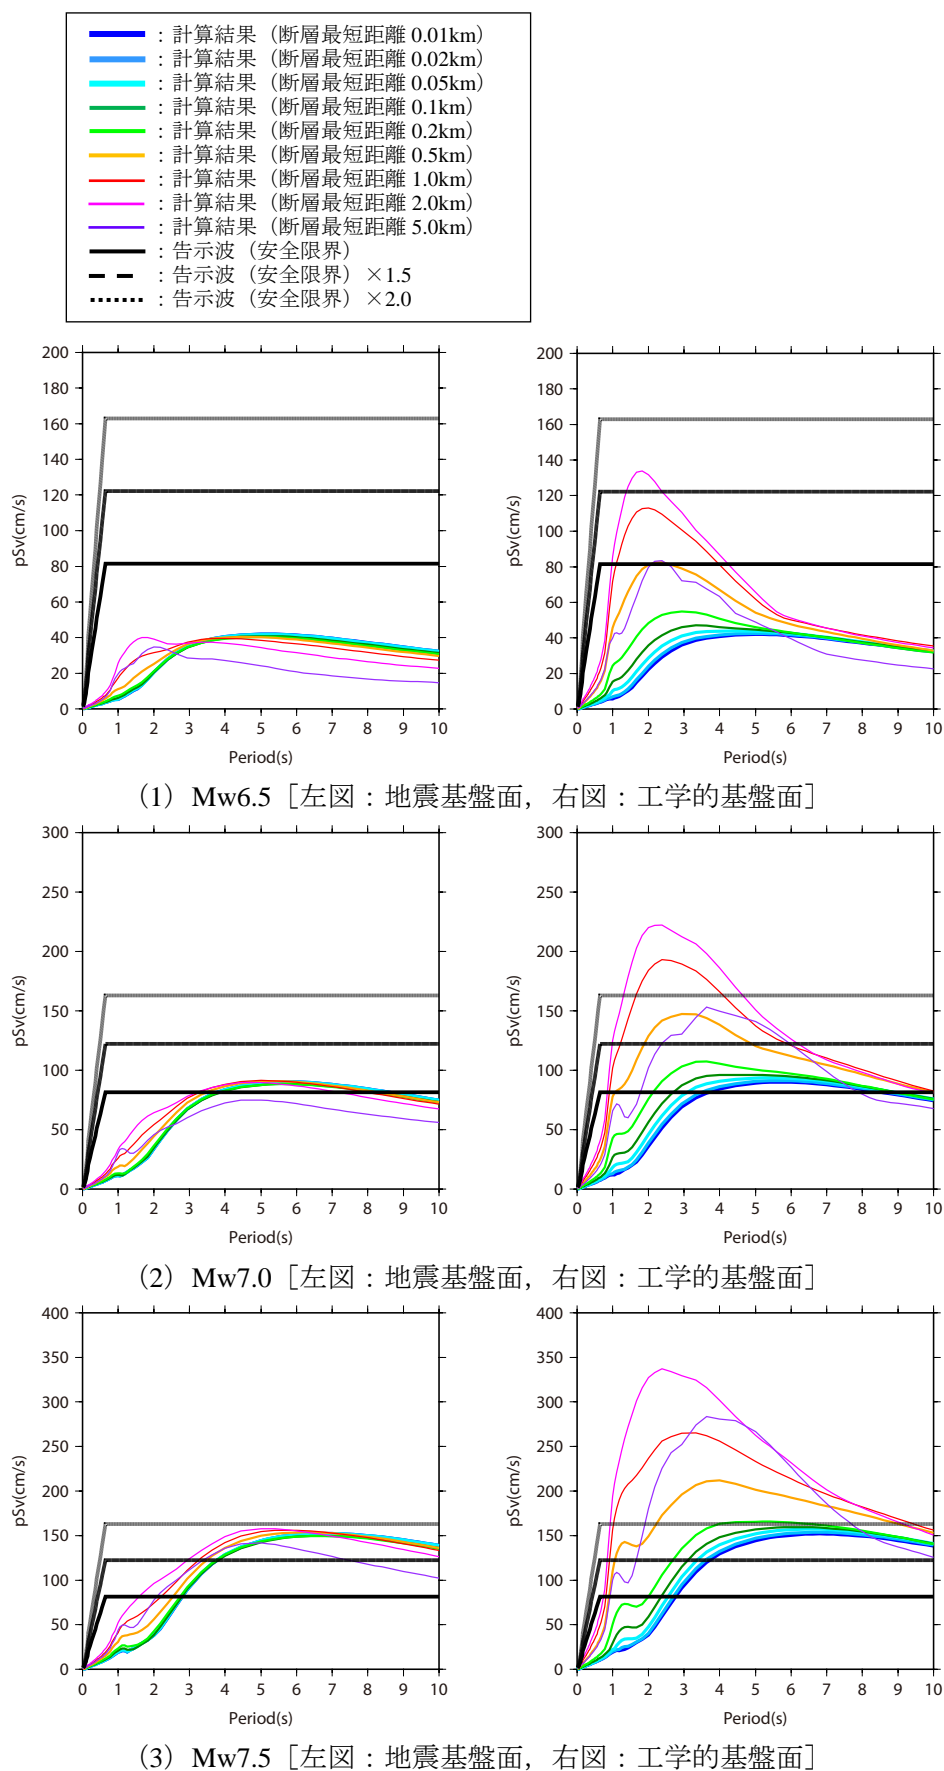 ：計算結果（断層最短距離 0.01km）
：計算結果（断層最短距離 0.02km）
：計算結果（断層最短距離 0.05km）
：計算結果（断層最短距離 0.1km）
：計算結果（断層最短距離 0.2km）
：計算結果（断層最短距離 0.5km）
：計算結果（断層最短距離 1.0km）
：計算結果（断層最短距離 2.0km）
：計算結果（断層最短距離 5.0km）
：告示波（安全限界）
：告示波（安全限界）×1.5
：告示波（安全限界）×2.0
pSv(cm/s)
200
180
160
140
120
100
80
60
40
20
0
0 1 2 3 4 5 6 7 8 9 10
Period(s)
pSv(cm/s)
200
180
160
140
120
100
80
60
40
20
0
0 1 2 3 4 5 6 7 8 9 10
Period(s)
（1）Mw6.5［左図：地震基盤面，右図：工学的基盤面］
pSv(cm/s)
300
250
200
150
100
50
0
0 1 2 3 4 5 6 7 8 9 10
Period(s)
pSv(cm/s)
300
250
200
150
100
50
0
0 1 2 3 4 5 6 7 8 9 10
Period(s)
（2）Mw7.0［左図：地震基盤面，右図：工学的基盤面］
pSv(cm/s)
400
350
300
250
200
150
100
50
0
0 1 2 3 4 5 6 7 8 9 10
Period(s)
pSv(cm/s)
400
350
300
250
200
150
100
50
0
0 1 2 3 4 5 6 7 8 9 10
Period(s)
（3）Mw7.5［左図：地震基盤面，右図：工学的基盤面］